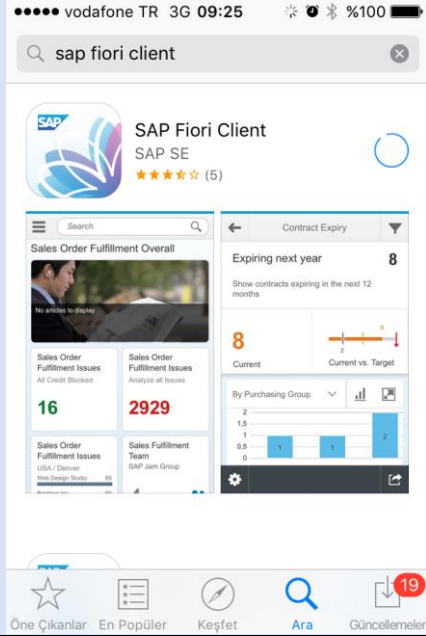 vodafone TR 3G 09:25 %100
sap fiori client
SAP
SAP Fiori Client
SAP SE
(5)
Search
Sales Order Fulfillment Overall
No articles to display
Sales Order
Fulfillment Issues
All Credit Blocked
16
Sales Order
Fulfillment Issues
Analyze all Issues
2929
Sales Order
Fulfillment Issues
USA / Denver
Web Design Studio 65
Sales Fulfillment
Team
SAP Jam Group
Contract Expiry
Expiring next year 8
Show contracts expiring in the next 12
months
8
Current
8
2
Current vs. Target
By Purchasing Group
2
1,5
1
0,5
0
1 1 2
19
Öne Çıkanlar En Popüler Keşfet Ara Güncellemeler